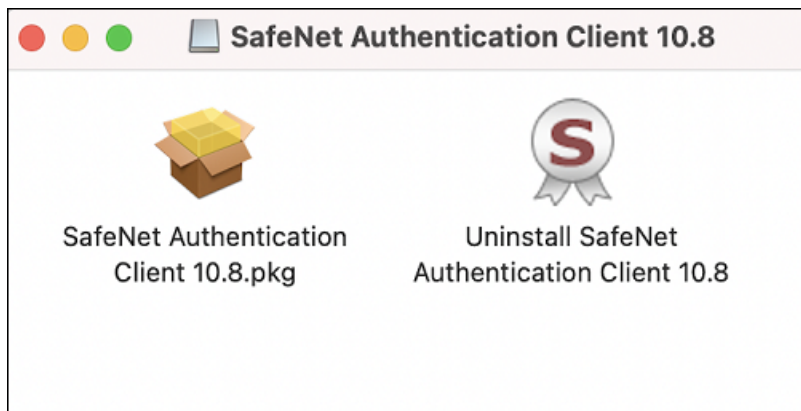 SafeNet Authentication Client 10.8
SafeNet Authentication
Client 10.8.pkg
S
Uninstall SafeNet
Authentication Client 10.8